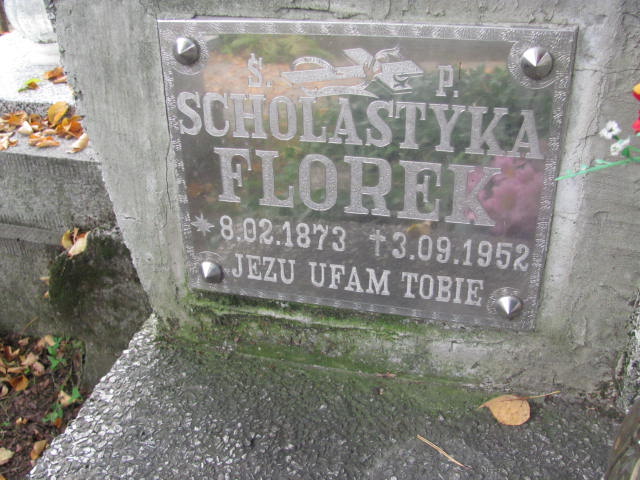 Ś. P.
SCHOLASTYKA
FLOREK
8.02.1873 †3.09.1952
JEZU UFAM TOBIE